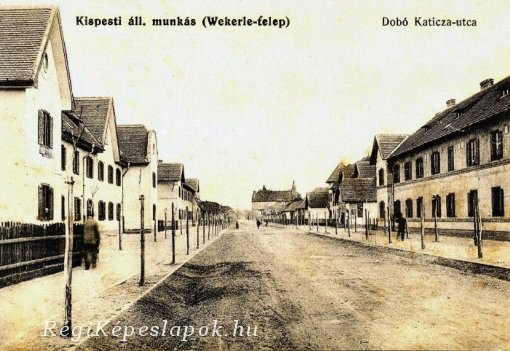 Kispesti áll. munkás (Wekerle-telep)
Dobó Katicza-utca
RégiKépeslapok.hu